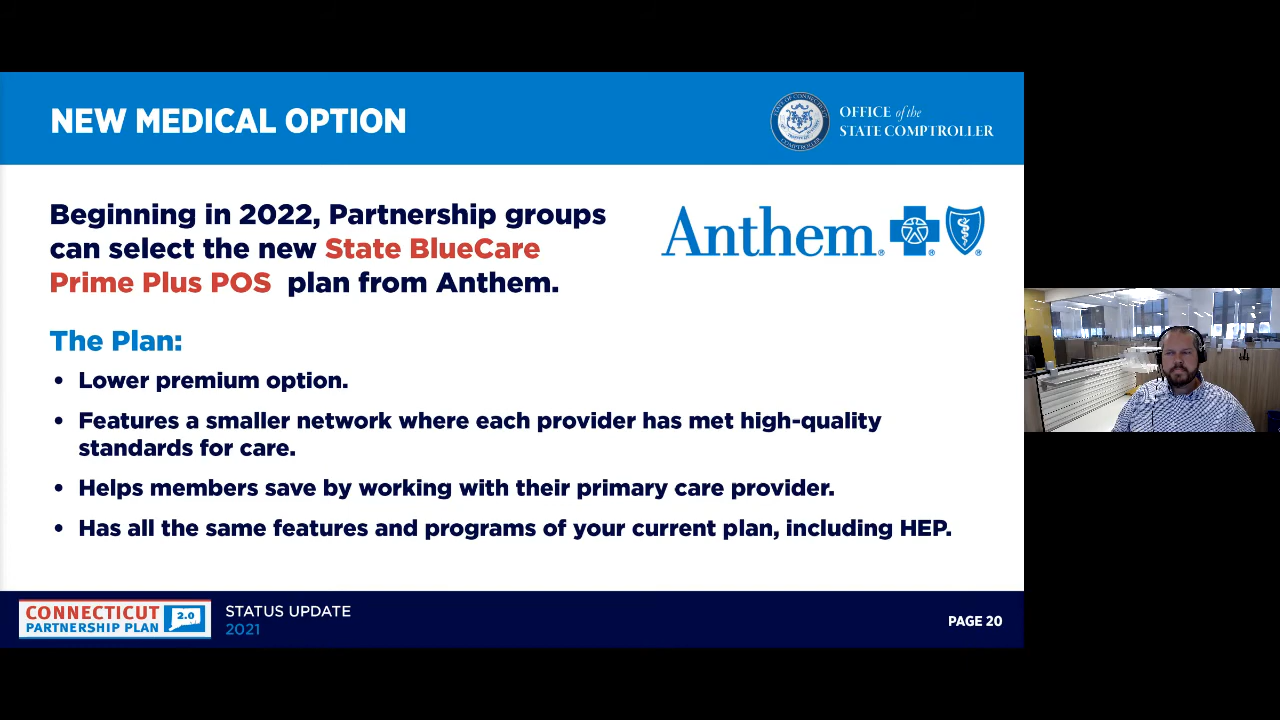 NEW MEDICAL OPTION
OFFICE of the
STATE COMPTROLLER
Beginning in 2022, Partnership groups
can select the new State BlueCare
Prime Plus POS plan from Anthem.
Anthem
The Plan:
• Lower premium option.
• Features a smaller network where each provider has met high-quality
standards for care.
• Helps members save by working with their primary care provider.
• Has all the same features and programs of your current plan, including HEP.
CONNECTICUT
PARTNERSHIP PLAN
2.0
STATUS UPDATE
2021
PAGE 20